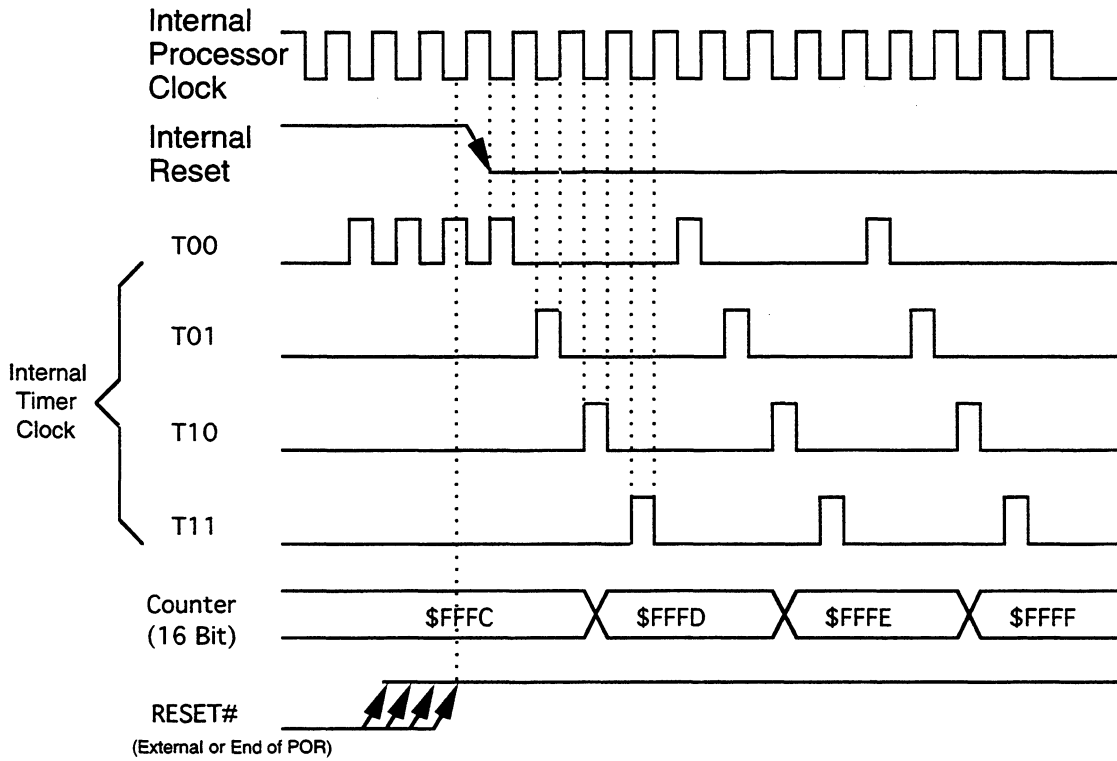 Internal
Processor
Clock
Internal
Reset
T00
T01
Internal
Timer
Clock
T10
T11
Counter
(16 Bit)
$FFFC $FFFD $FFFE $FFFF
RESET#
(External or End of POR)